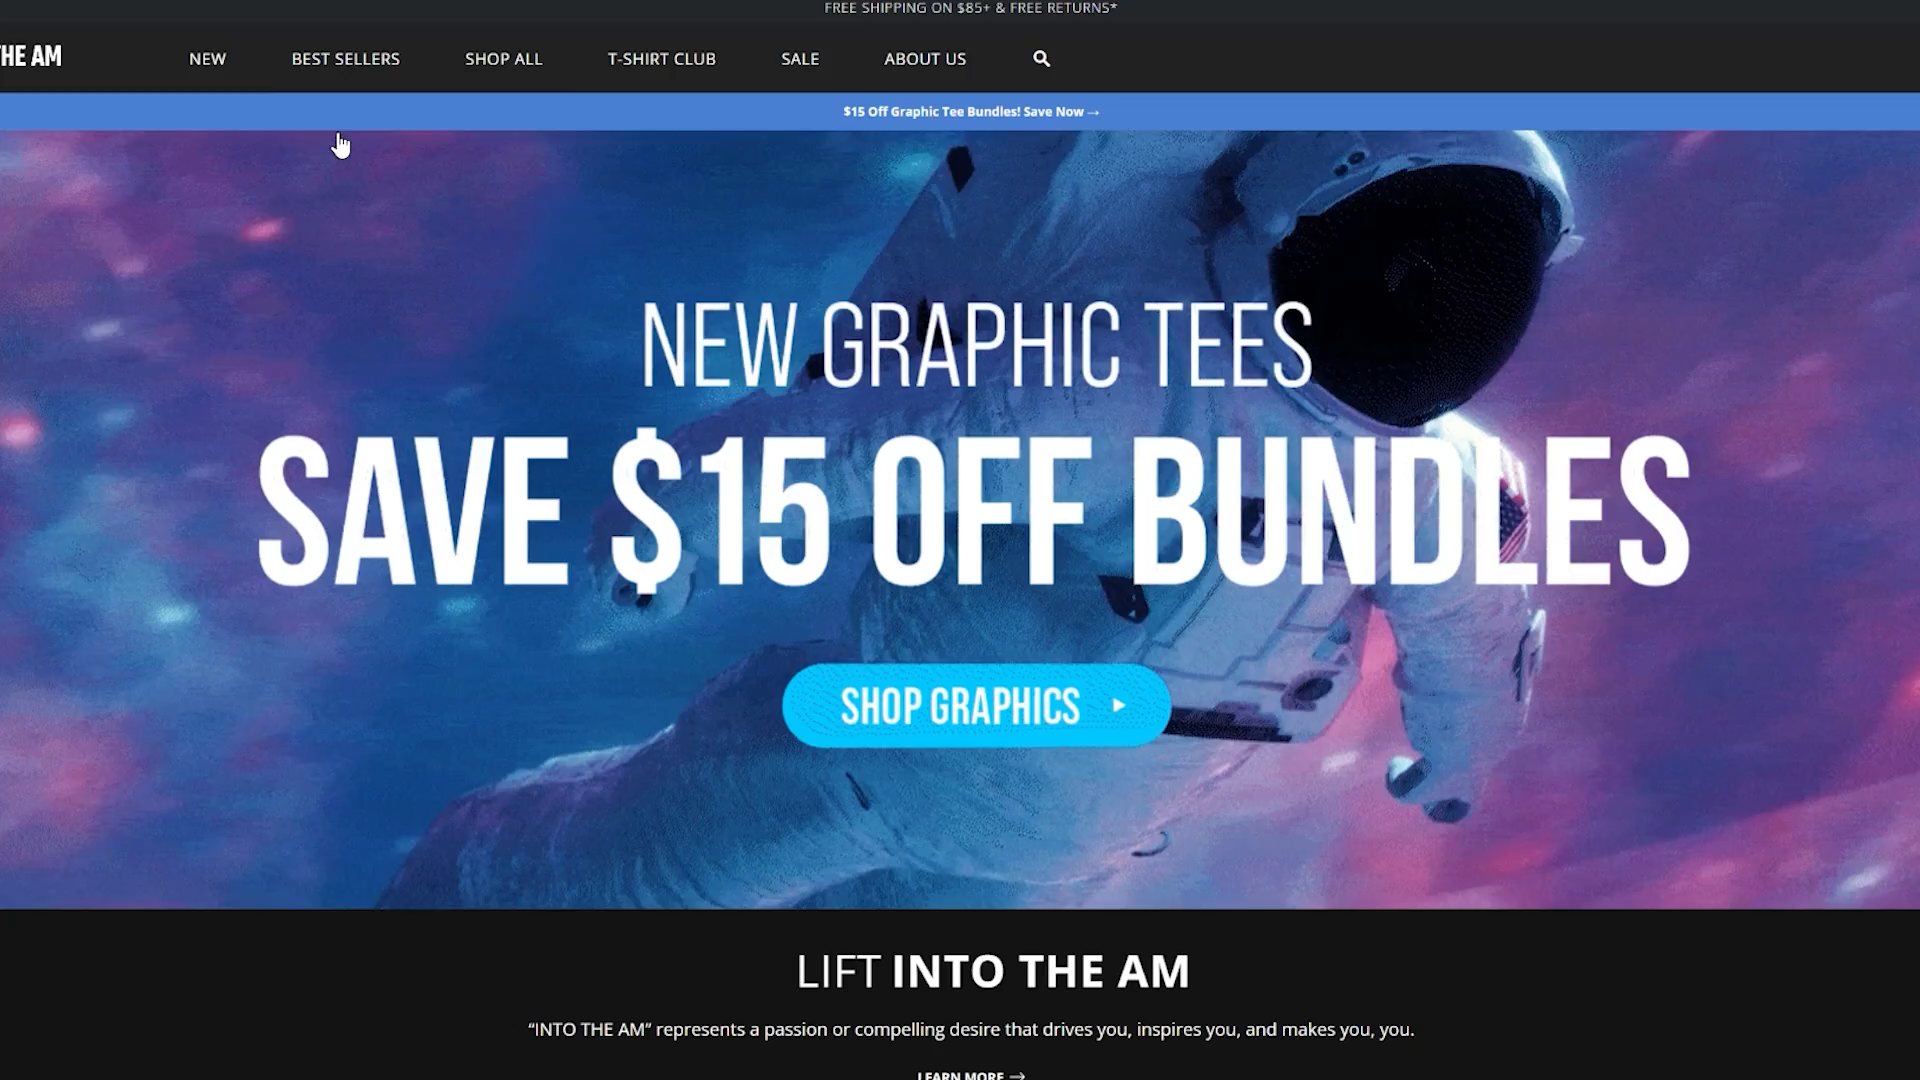 FREE SHIPPING ON $85+ & FREE RETURNS*
THE AM
NEW BEST SELLERS SHOP ALL T-SHIRT CLUB SALE ABOUT US
$15 Off Graphic Tee Bundles! Save Now →
NEW GRAPHIC TEES
SAVE $15 OFF BUNDLES
SHOP GRAPHICS
LIFT INTO THE AM
“INTO THE AM” represents a passion or compelling desire that drives you, inspires you, and makes you, you.
LEARN MORE →